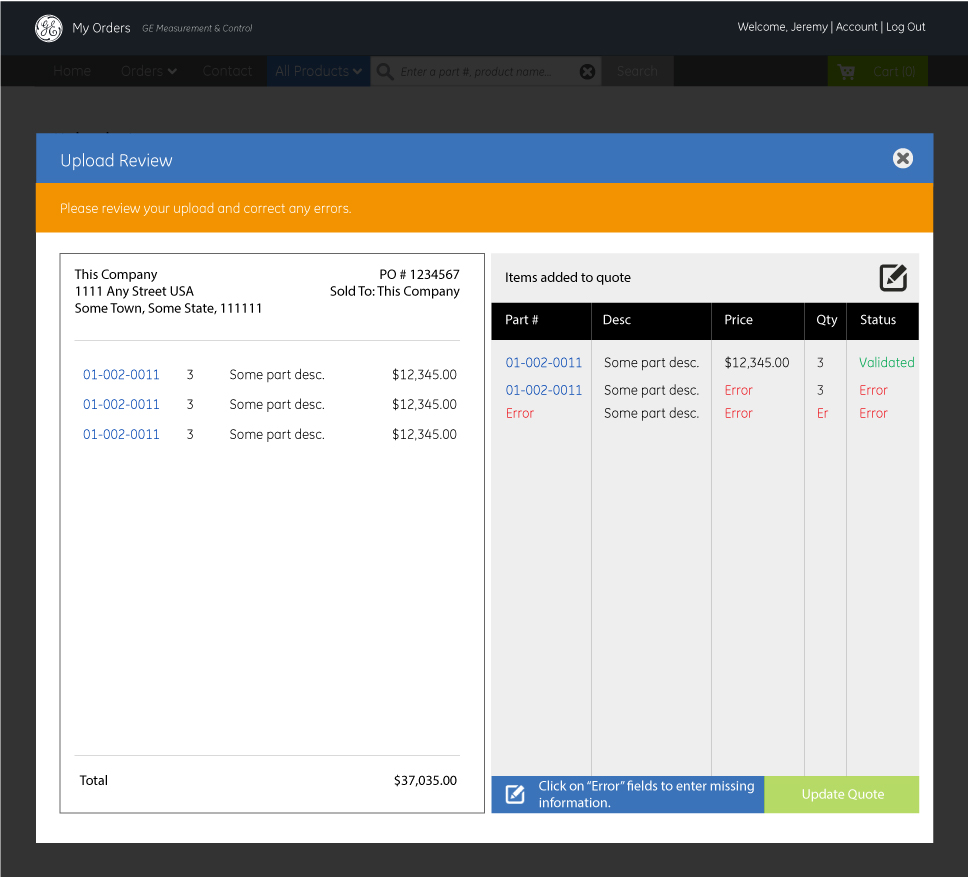 GE My Orders GE Measurement & Control Welcome, Jeremy | Account | Log Out
Home Orders Contact All Products Enter a part #, product name... Search Cart (0)
Upload Review
Please review your upload and correct any errors.
This Company PO # 1234567
1111 Any Street USA Sold To: This Company
Some Town, Some State, 111111
01-002-0011 3 Some part desc. $12,345.00
01-002-0011 3 Some part desc. $12,345.00
01-002-0011 3 Some part desc. $12,345.00
Total $37,035.00
Items added to quote
Part # Desc Price Qty Status
01-002-0011 Some part desc. $12,345.00 3 Validated
01-002-0011 Some part desc. Error 3 Error
Error Some part desc. Error Er Error
Click on “Error” fields to enter missing
information.
Update Quote